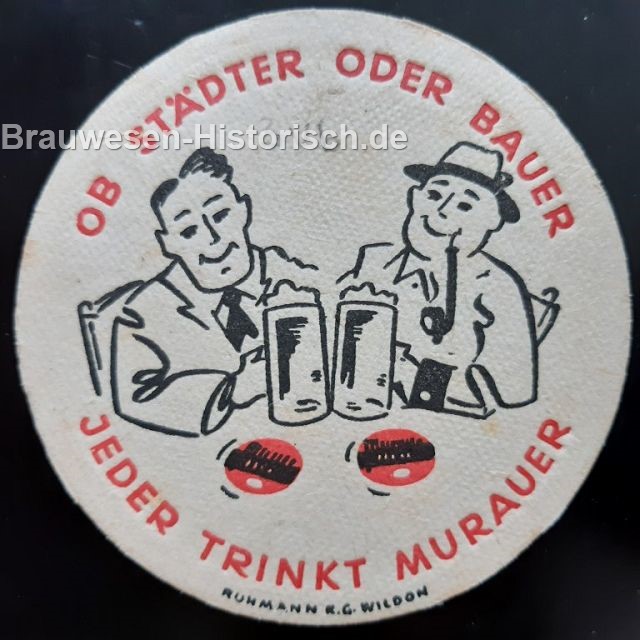 OB STÄDTER ODER BAUER
Brauwesen-Historisch.de
JEDER TRINKT MURAUER
RUHMANN K.G. WILDON